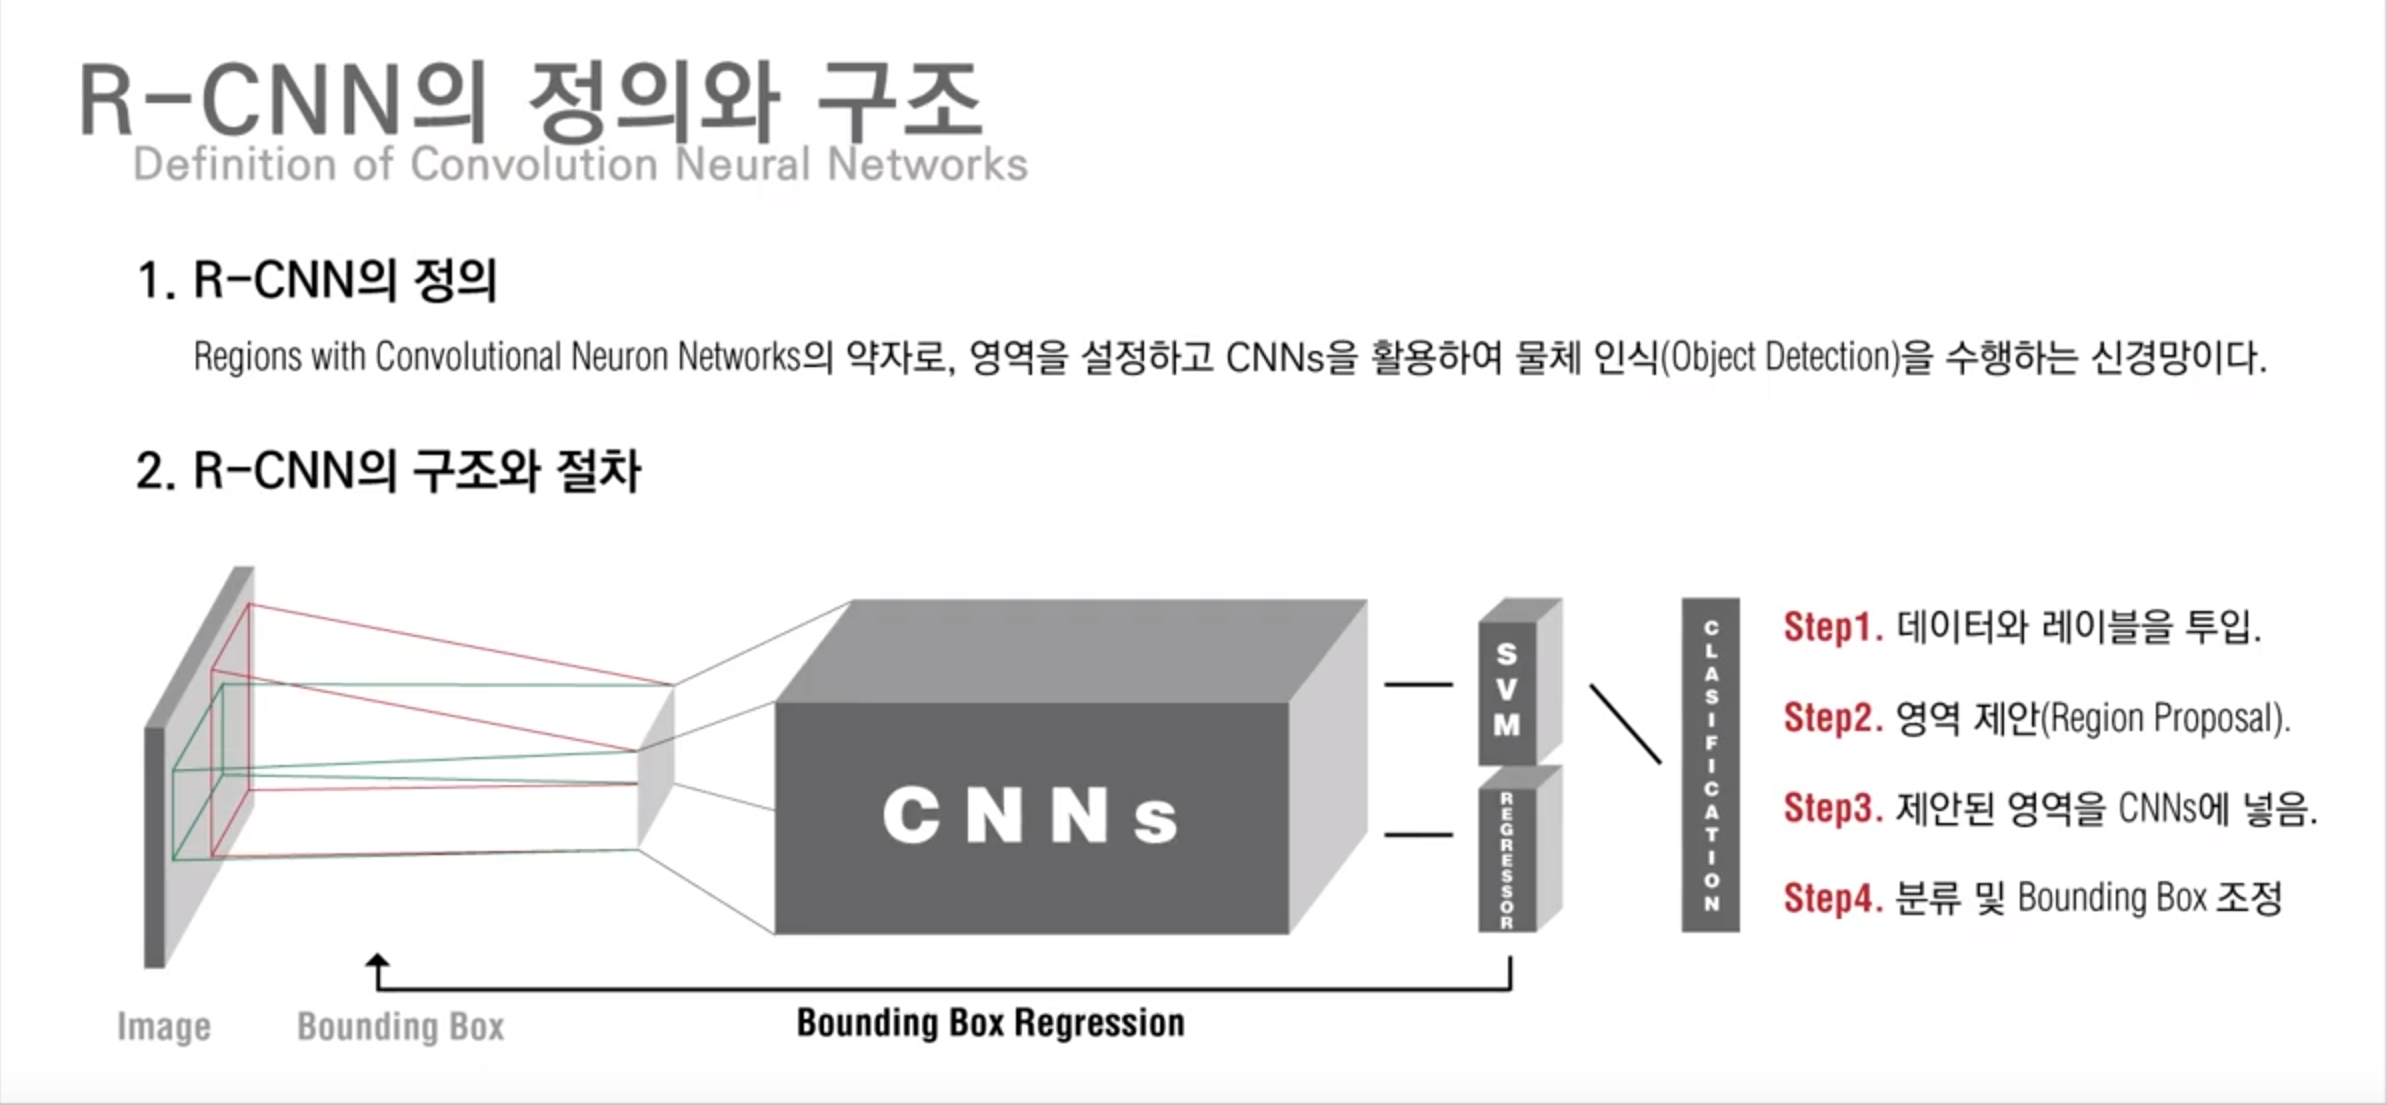 R-CNN의 정의와 구조
Definition of Convolution Neural Networks
1. R-CNN의 정의
Regions with Convolutional Neuron Networks의 약자로, 영역을 설정하고 CNNs을 활용하여 물체 인식(Object Detection)을 수행하는 신경망이다.
2. R-CNN의 구조와 절차
CNNs
SVM
REGRESSOR
CLASIFICATION
Step1. 데이터와 레이블을 투입.
Step2. 영역 제안(Region Proposal).
Step3. 제안된 영역을 CNNs에 넣음.
Step4. 분류 및 Bounding Box 조정
Image
Bounding Box
Bounding Box Regression